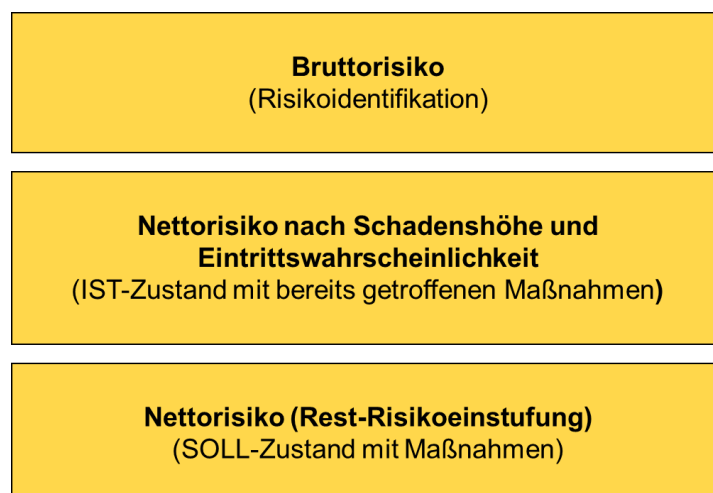 Bruttorisiko
(Risikoidentifikation)
Nettorisiko nach Schadenshöhe und
Eintrittswahrscheinlichkeit
(IST-Zustand mit bereits getroffenen Maßnahmen)
Nettorisiko (Rest-Risikoeinstufung)
(SOLL-Zustand mit Maßnahmen)